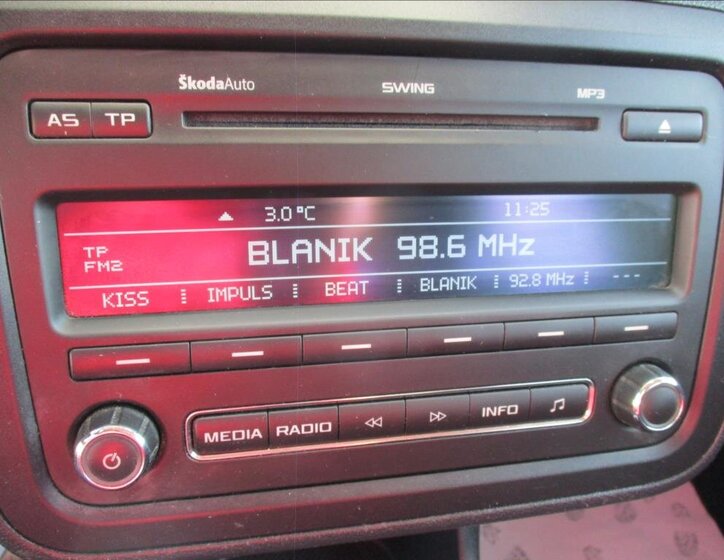 ŠkodaAuto SWING MP3
AS TP
3.0 °C 11:25
TP
FM2
BLANIK 98.6 MHz
KISS IMPULS BEAT BLANIK 92.8 MHz ---
MEDIA RADIO INFO